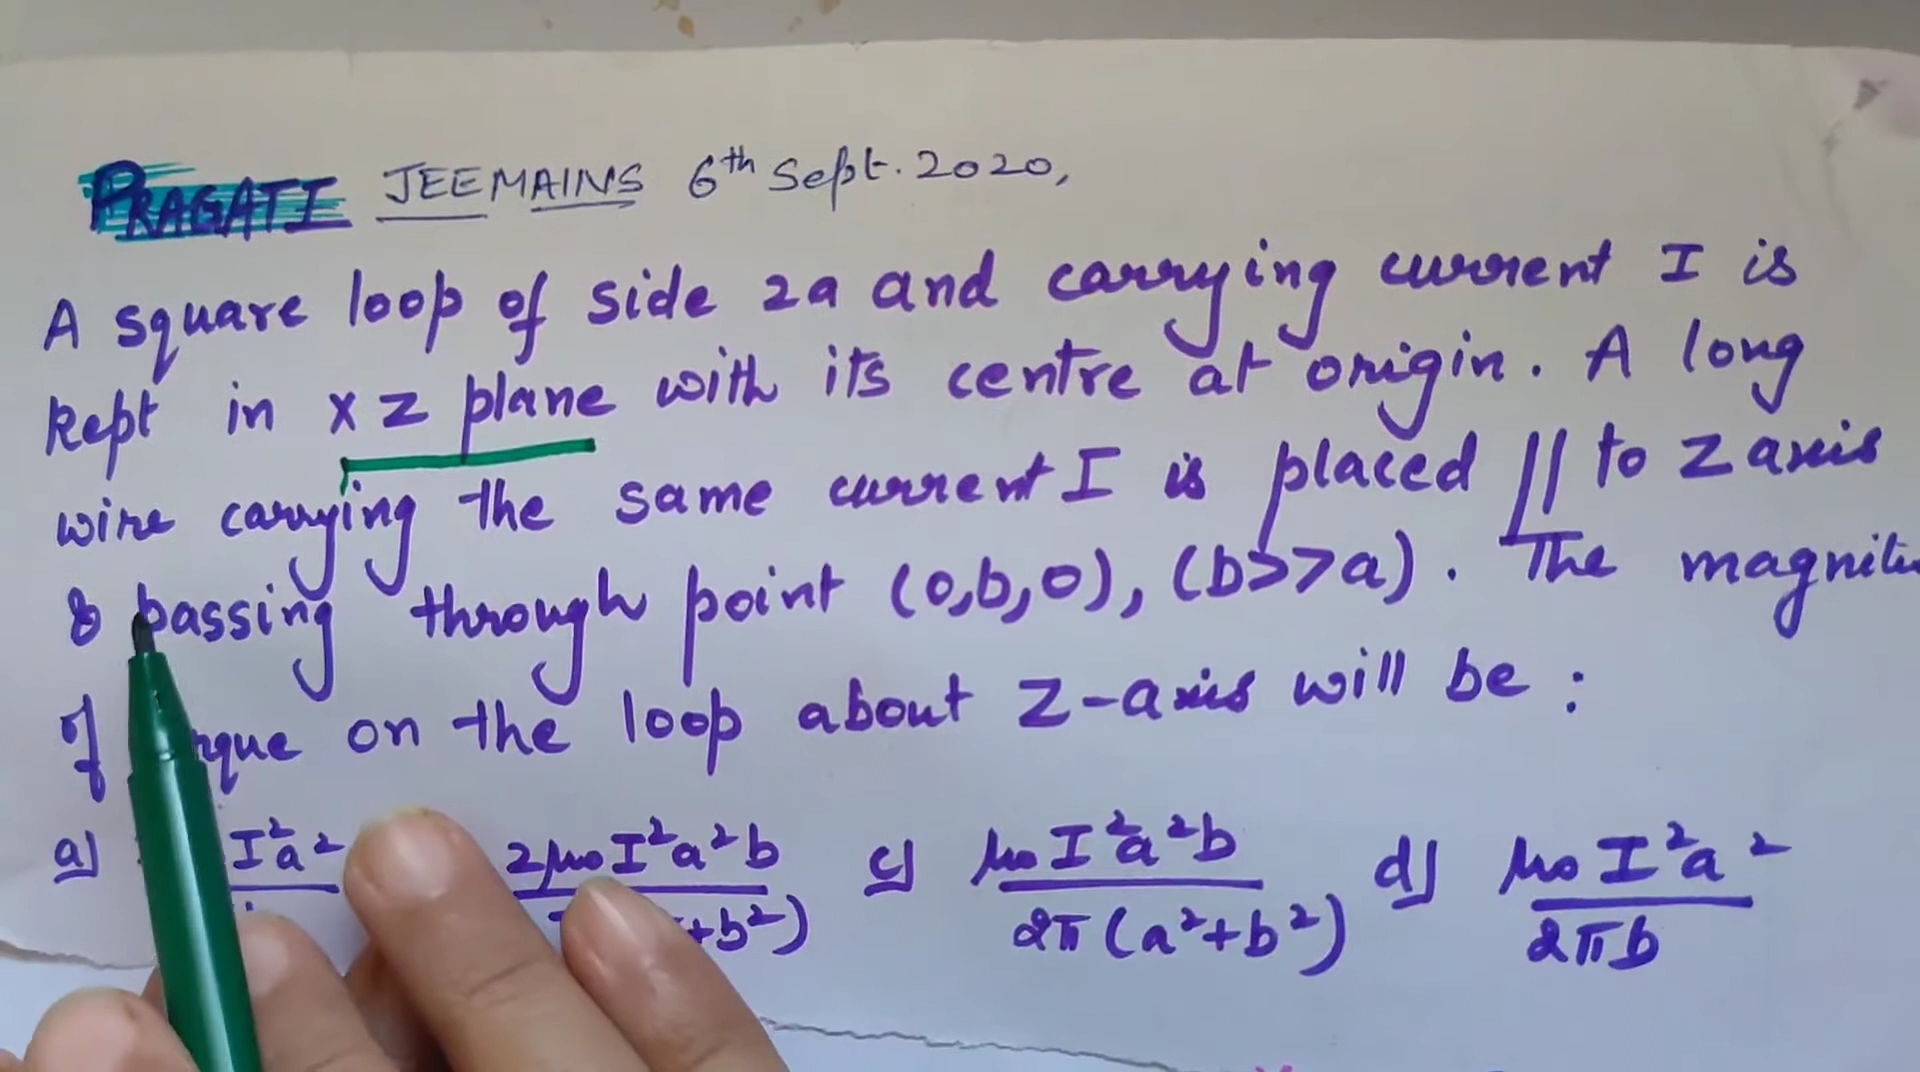 PRAGATI JEEMAINS 6th Sept. 2020,
A square loop of side 2a and carrying current I is
kept in xz plane with its centre at origin. A long
wire carrying the same current I is placed || to z axis
& passing through point (0,b,0), (b>>a). The magnitu
of rque on the loop about z-axis will be :
a) I²a² 2μ₀I²a²b +b²) c) μ₀I²a²b / 2π(a²+b²) d) μ₀I²a² / 2πb